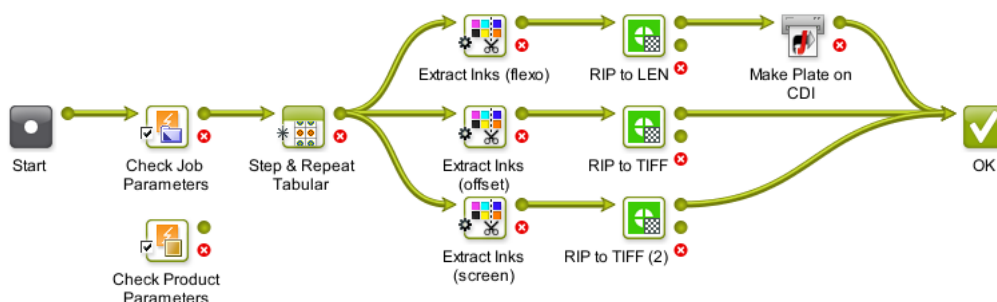 Extract Inks (flexo)
RIP to LEN
Make Plate on
CDI
Start
Check Job
Parameters
Step & Repeat
Tabular
Extract Inks
(offset)
RIP to TIFF
OK
Check Product
Parameters
Extract Inks
(screen)
RIP to TIFF (2)